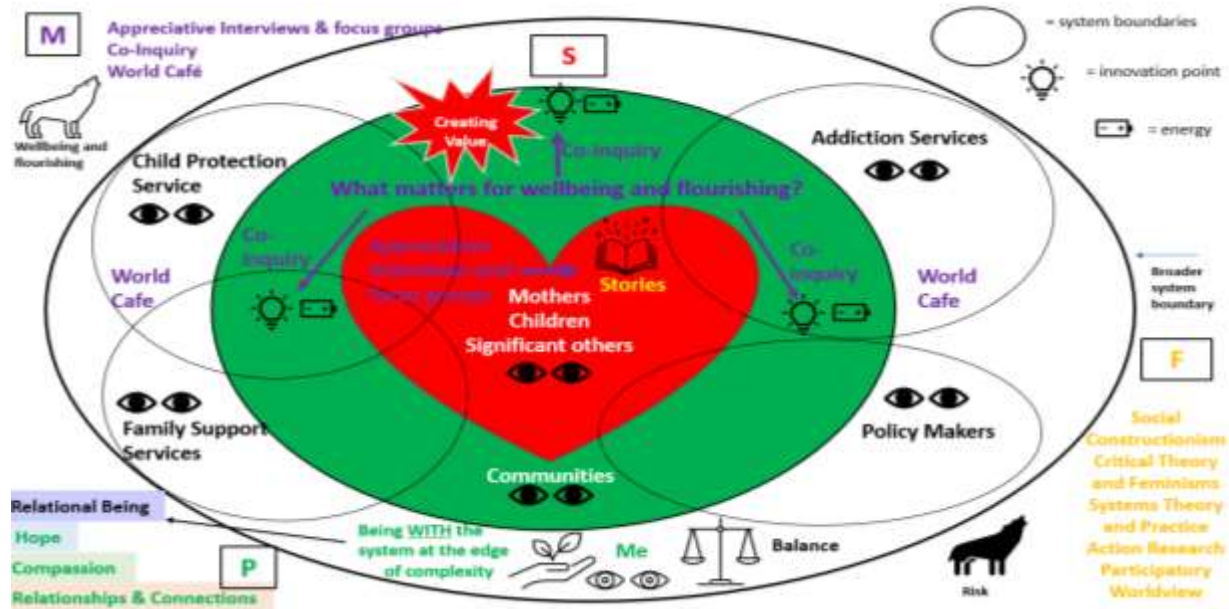 M
Appreciative Interviews & focus groups
Co-Inquiry
World Café
Wellbeing and
flourishing
S
= system boundaries
= innovation point
= energy
Creating
Value
Child Protection
Service
Addiction Services
Co-Inquiry
What matters for wellbeing and flourishing?
Co-
Inquiry
Co-
Inquiry
Stories
World
Cafe
World
Cafe
Broader
system
boundary
Mothers
Children
Significant others
F
Family Support
Services
Policy Makers
Communities
Social
Constructionism
Critical Theory
and Feminisms
Systems Theory
and Practice
Action Research
Participatory
Worldview
Relational Being
Hope
Compassion
Relationships & Connections
P
Being WITH the
system at the edge
of complexity
Me
Balance
Risk